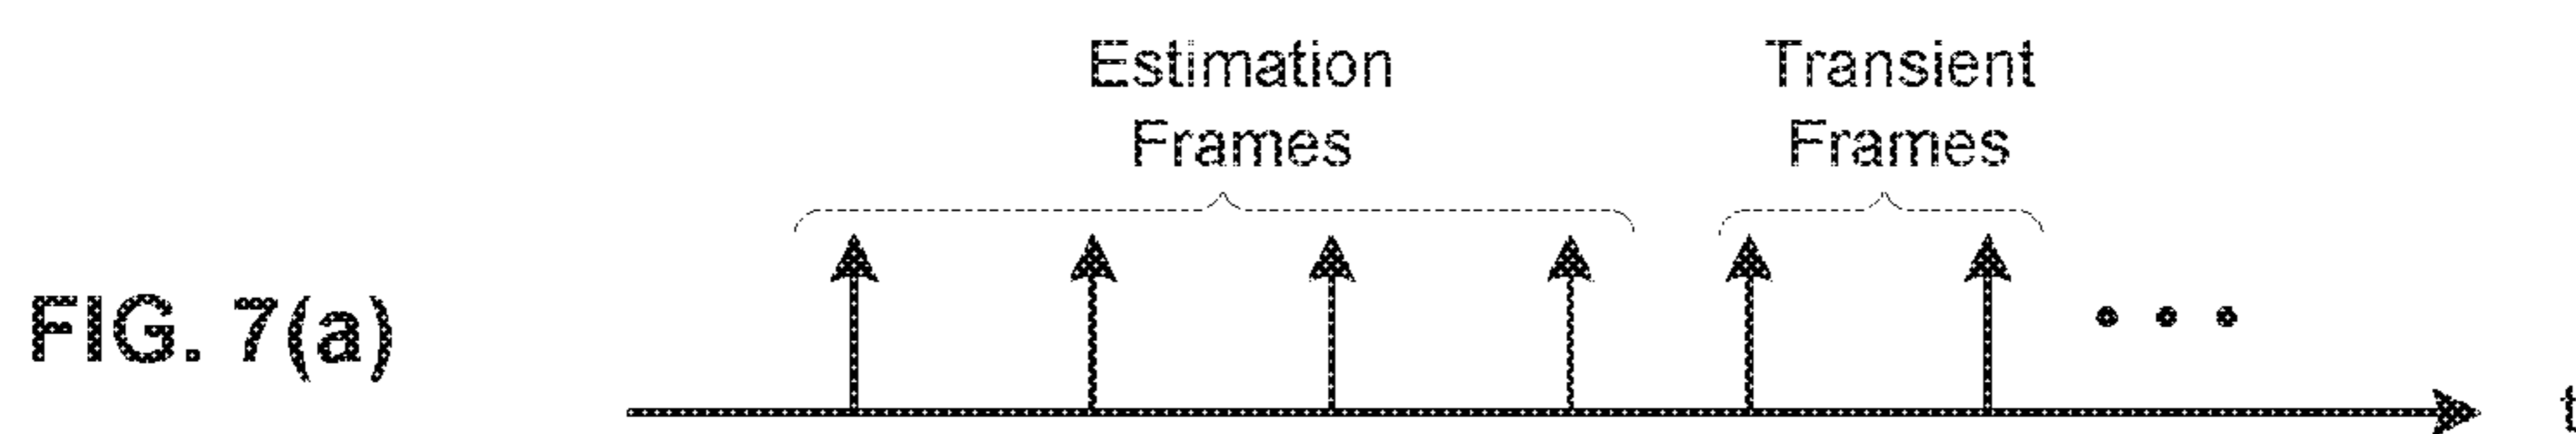 Estimation
Frames
Transient
Frames
FIG. 7(a)
t